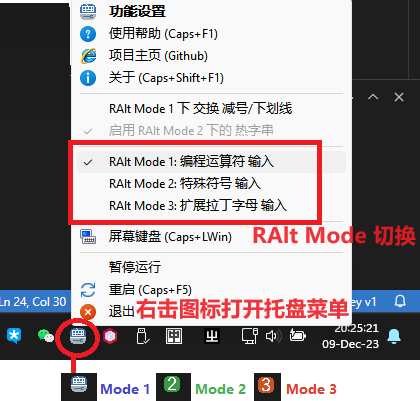 功能设置
使用帮助 (Caps+F1)
项目主页 (Github)
关于 (Caps+Shift+F1)
RAlt Mode 1 下 交换 减号/下划线
启用 RAlt Mode 2 下的 热字串
RAlt Mode 1: 编程运算符 输入
RAlt Mode 2: 特殊符号 输入
RAlt Mode 3: 扩展拉丁字母 输入
RAlt Mode 切换
屏幕键盘 (Caps+LWin)
暂停运行
重启 (Caps+F5)
退出
右击图标打开托盘菜单
Ln 24, Col 30
ey v1
20:25:21
09-Dec-23
Mode 1
2 Mode 2
3 Mode 3